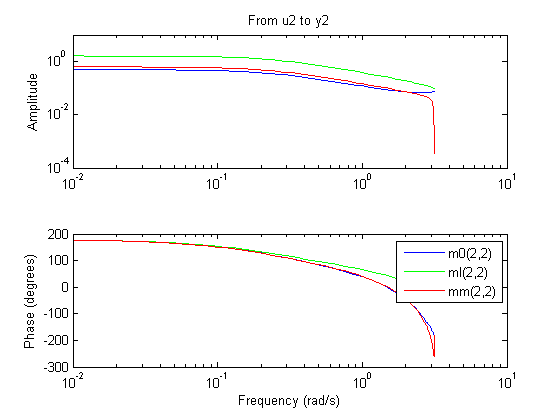 From u2 to y2
Amplitude
10^0
10^-2
10^-4
10^-2
10^-1
10^0
10^1
Phase (degrees)
200
100
0
-100
-200
-300
m0(2,2)
ml(2,2)
mm(2,2)
10^-2
10^-1
10^0
10^1
Frequency (rad/s)